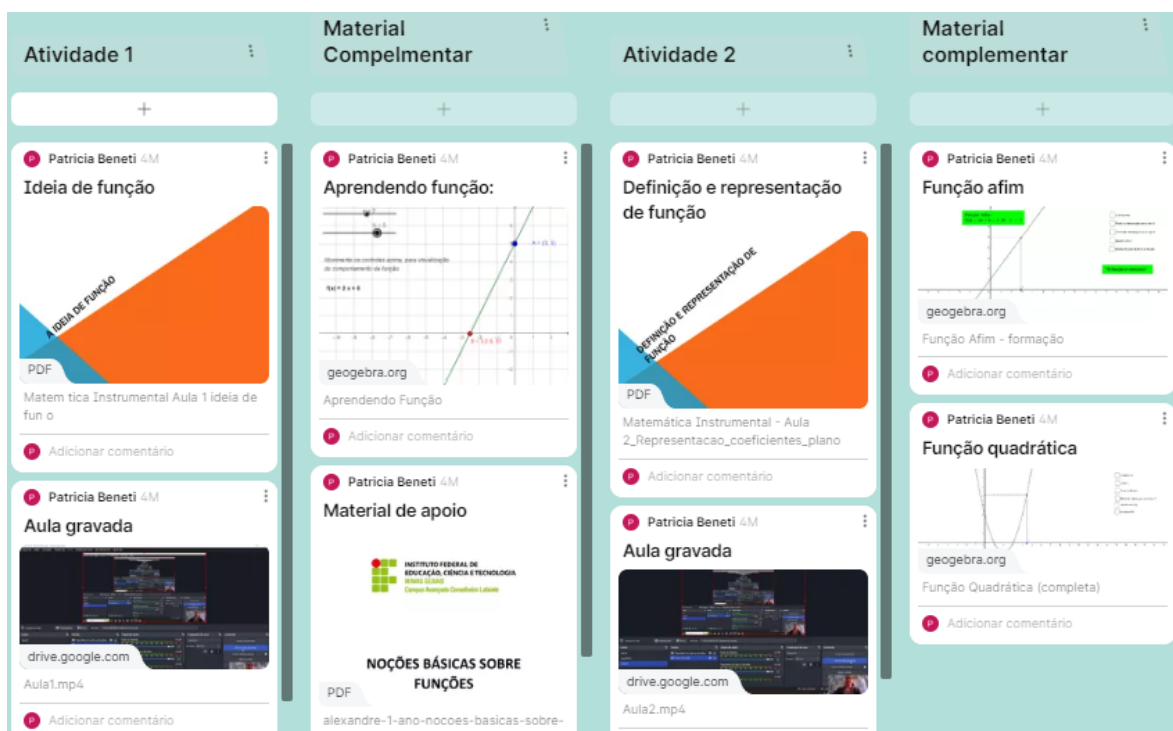 Atividade 1
Material
Compelmentar
Atividade 2
Material
complementar
Patricia Beneti 4M
Ideia de função
A IDEIA DE FUNÇÃO
PDF
Matem tica Instrumental Aula 1 ideia de
fun o
Adicionar comentário
Patricia Beneti 4M
Aula gravada
drive.google.com
Aula1.mp4
Adicionar comentário
Patricia Beneti 4M
Aprendendo função:
f(x) = 2 x + 5
geogebra.org
Aprendendo Função
Adicionar comentário
Patricia Beneti 4M
Material de apoio
INSTITUTO FEDERAL DE
EDUCAÇÃO, CIÊNCIA E TECNOLOGIA
MINAS GERAIS
Campus Avançado Conselheiro Lafaiete
NOÇÕES BÁSICAS SOBRE
FUNÇÕES
PDF
alexandre-1-ano-nocoes-basicas-sobre-
Patricia Beneti 4M
Definição e representação
de função
DEFINIÇÃO E REPRESENTAÇÃO DE
FUNÇÃO
PDF
Matemática Instrumental - Aula
2_Representacao_coeficientes_plano
Adicionar comentário
Patricia Beneti 4M
Aula gravada
drive.google.com
Aula2.mp4
Patricia Beneti 4M
Função afim
geogebra.org
Função Afim - formação
Adicionar comentário
Patricia Beneti 4M
Função quadrática
geogebra.org
Função Quadrática (completa)
Adicionar comentário